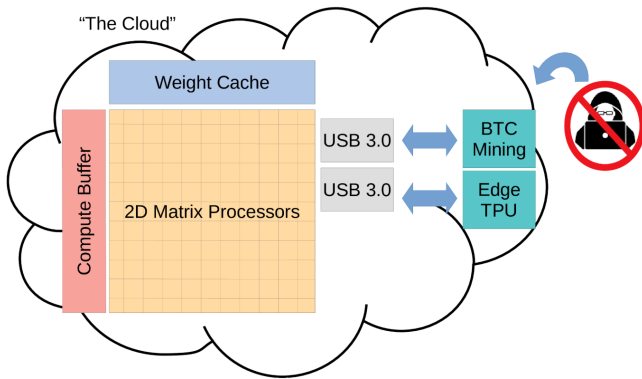 “The Cloud”
Weight Cache
Compute Buffer
2D Matrix Processors
USB 3.0
USB 3.0
BTC
Mining
Edge
TPU